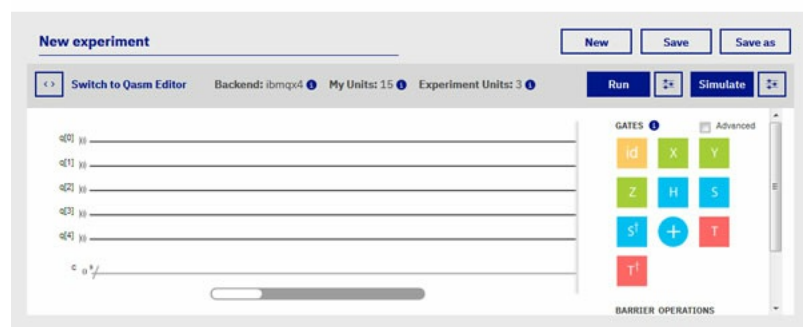 New experiment
New Save Save as
Switch to Qasm Editor Backend: ibmqx4 My Units: 15 Experiment Units: 3 Run Simulate
GATES Advanced
q[0]
id X Y
q[1]
q[2]
Z H S
q[3]
q[4]
S† + T
c 0
T†
BARRIER OPERATIONS